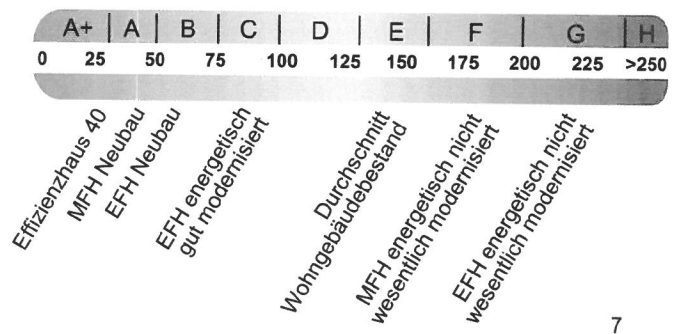 A+ | A | B | C | D | E | F | G | H
0 25 50 75 100 125 150 175 200 225 >250
Effizienzhaus 40
MFH Neubau
EFH Neubau
EFH energetisch
gut modernisiert
Durchschnitt
Wohngebäudebestand
MFH energetisch nicht
wesentlich modernisiert
EFH energetisch nicht
wesentlich modernisiert
7